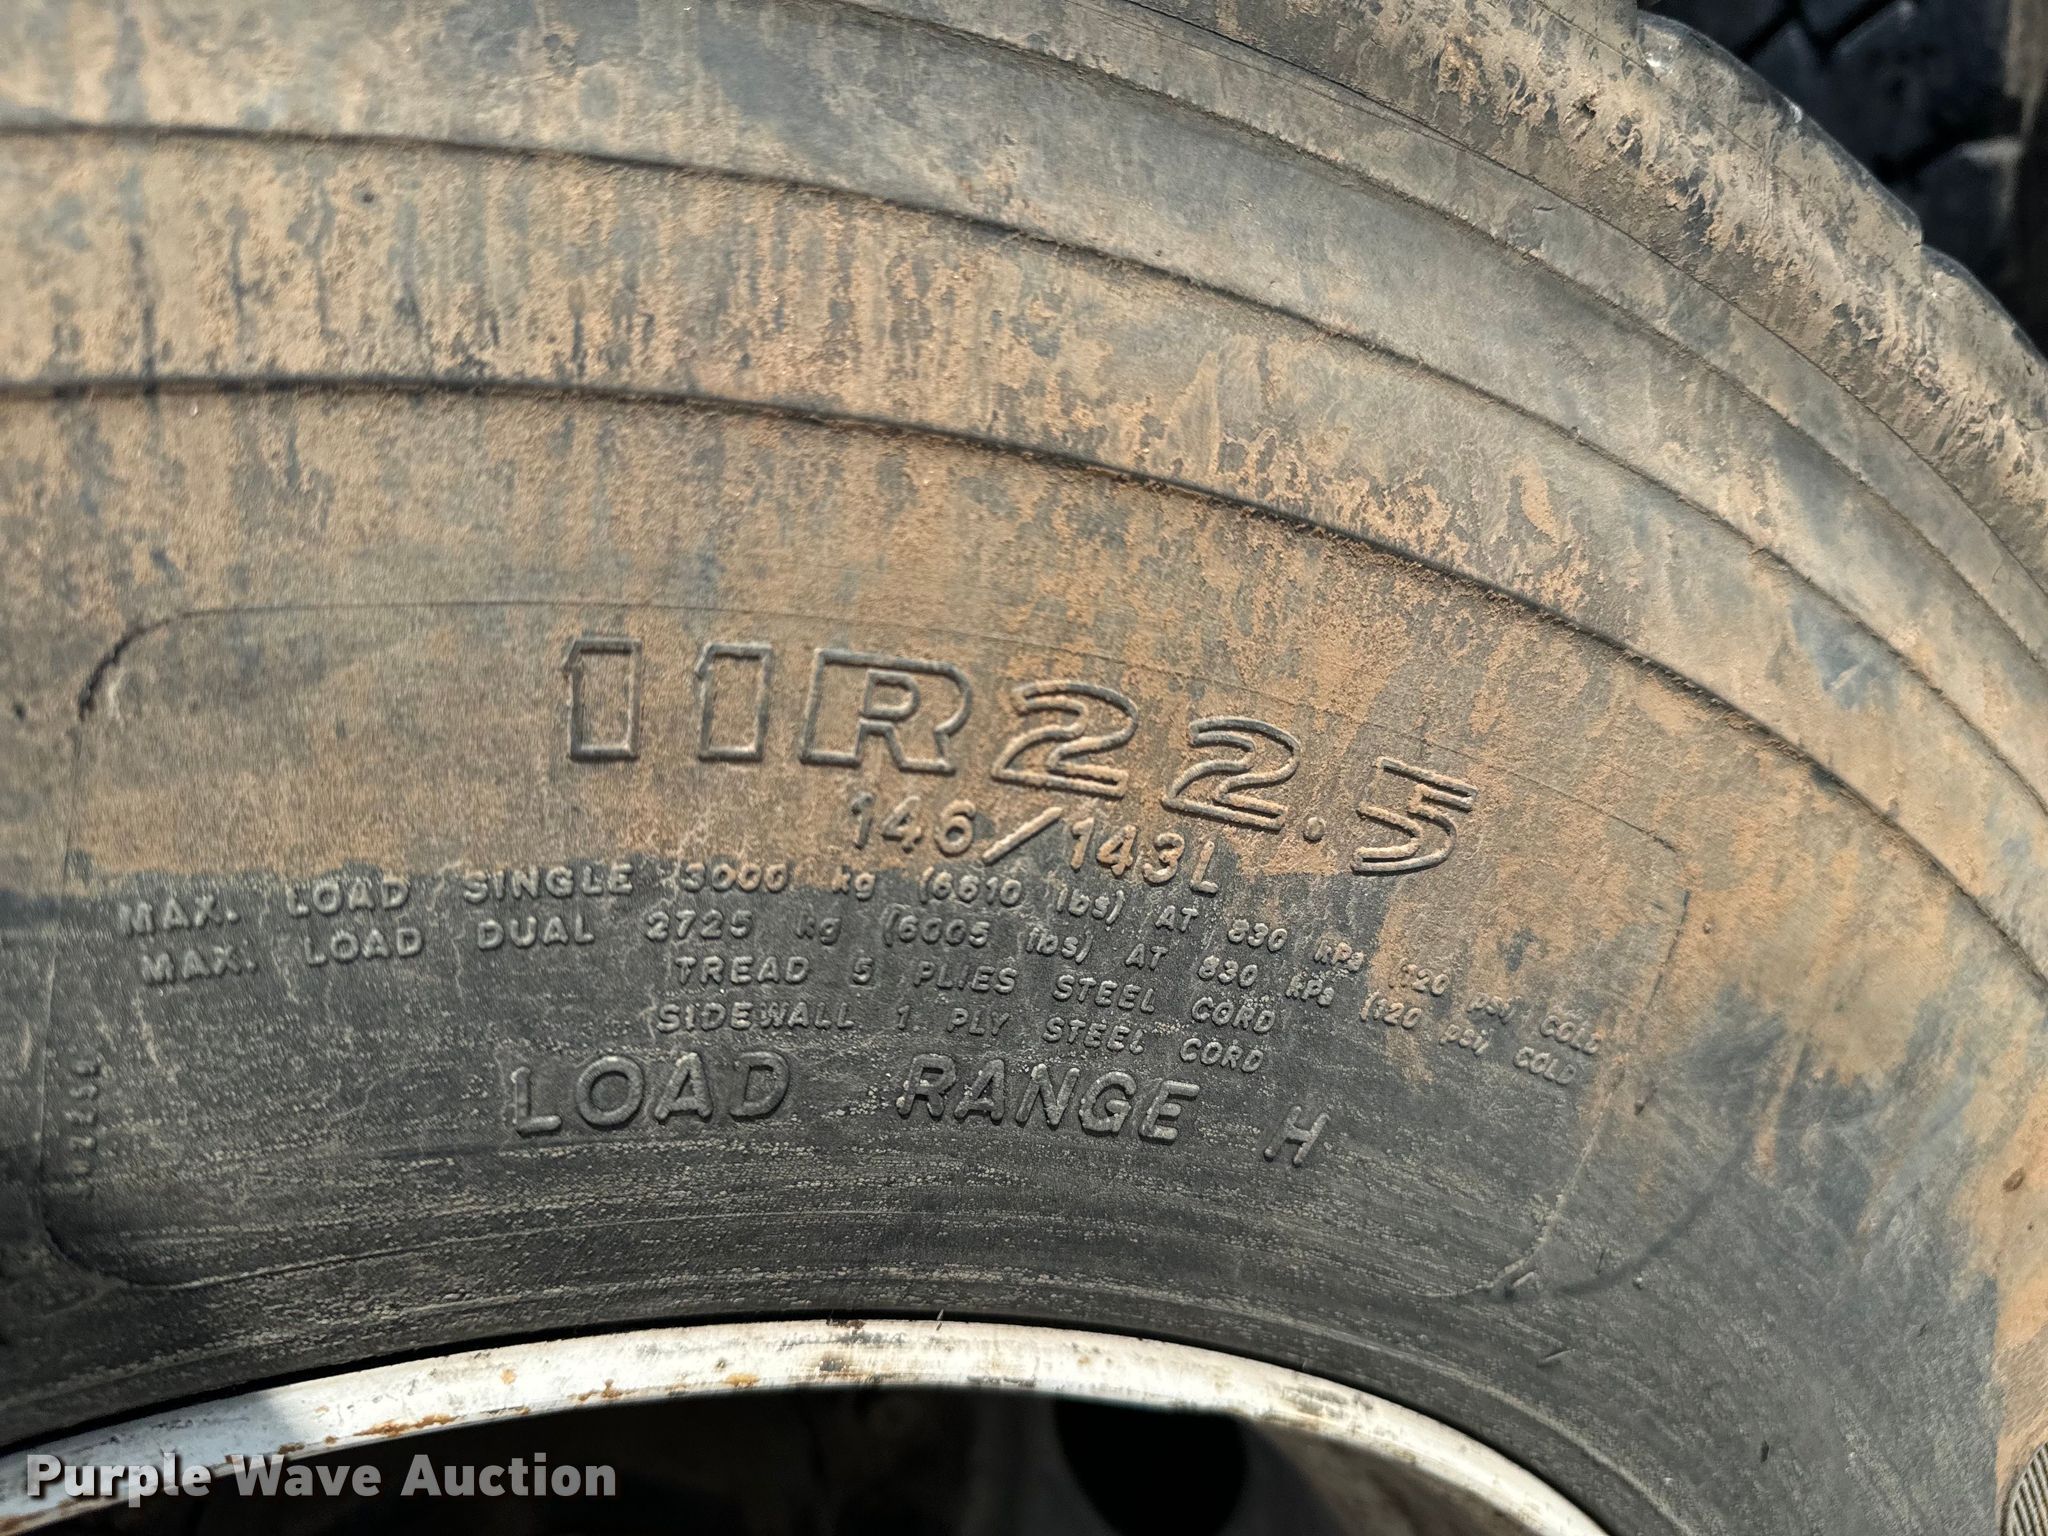 11R22.5
146/143L
MAX. LOAD SINGLE 3000 kg (6610 lbs) AT 830 kPa (120 psi) COLD
MAX. LOAD DUAL 2725 kg (6005 lbs) AT 830 kPa (120 psi) COLD
TREAD 5 PLIES STEEL CORD
SIDEWALL 1 PLY STEEL CORD
LOAD RANGE H
Purple Wave Auction